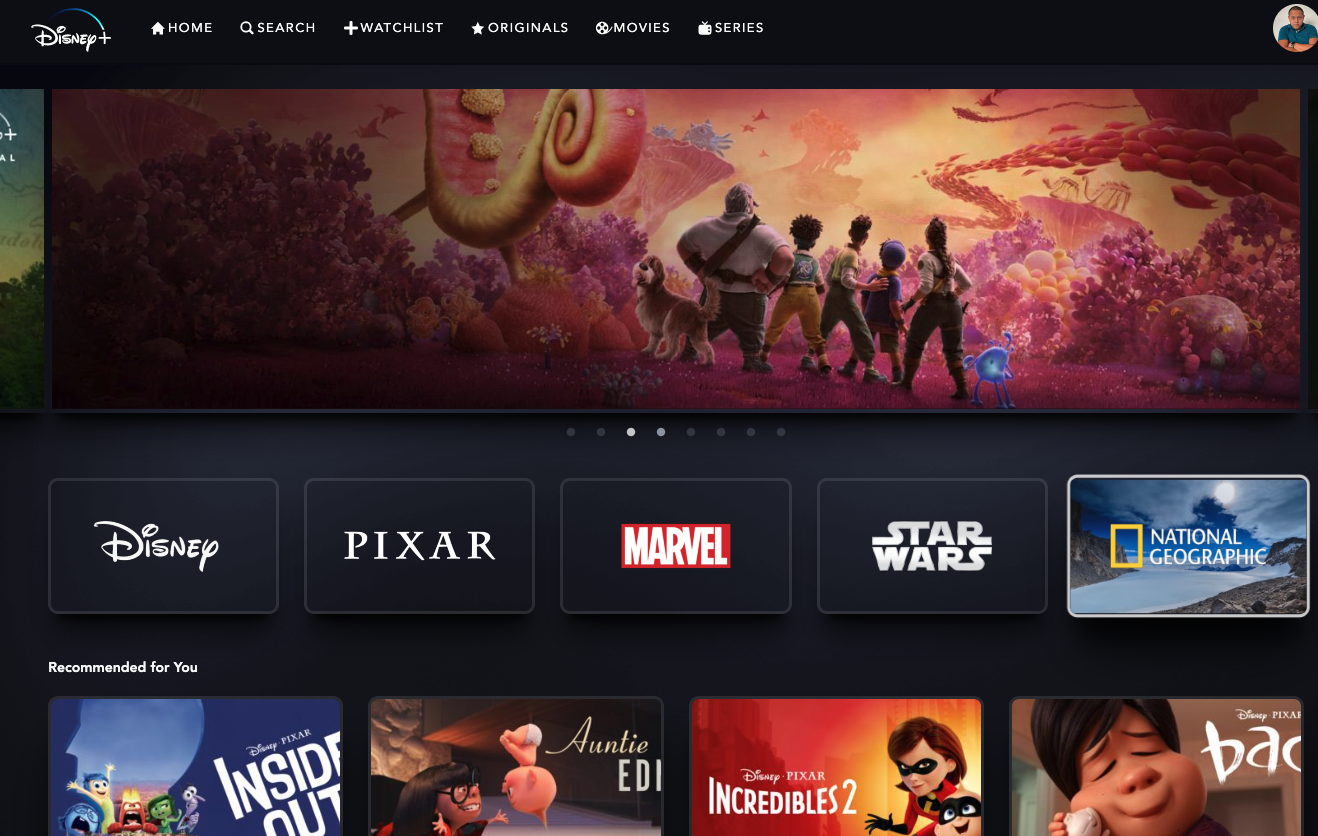 Disney+
HOME
SEARCH
WATCHLIST
ORIGINALS
MOVIES
SERIES
AL
Disney
PIXAR
MARVEL
STAR
WARS
NATIONAL
GEOGRAPHIC
Recommended for You
Disney · PIXAR
INSIDE
OUT
Auntie
EDI
Disney · PIXAR
INCREDIBLES 2
Disney · PIXAR
bao